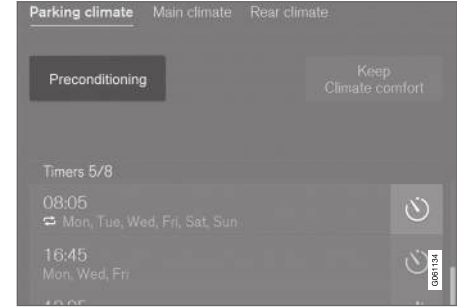 Parking climate Main climate Rear climate
Preconditioning
Keep
Climate comfort
Timers 5/8
08:05
Mon, Tue, Wed, Fri, Sat, Sun
16:45
Mon, Wed, Fri
G061134